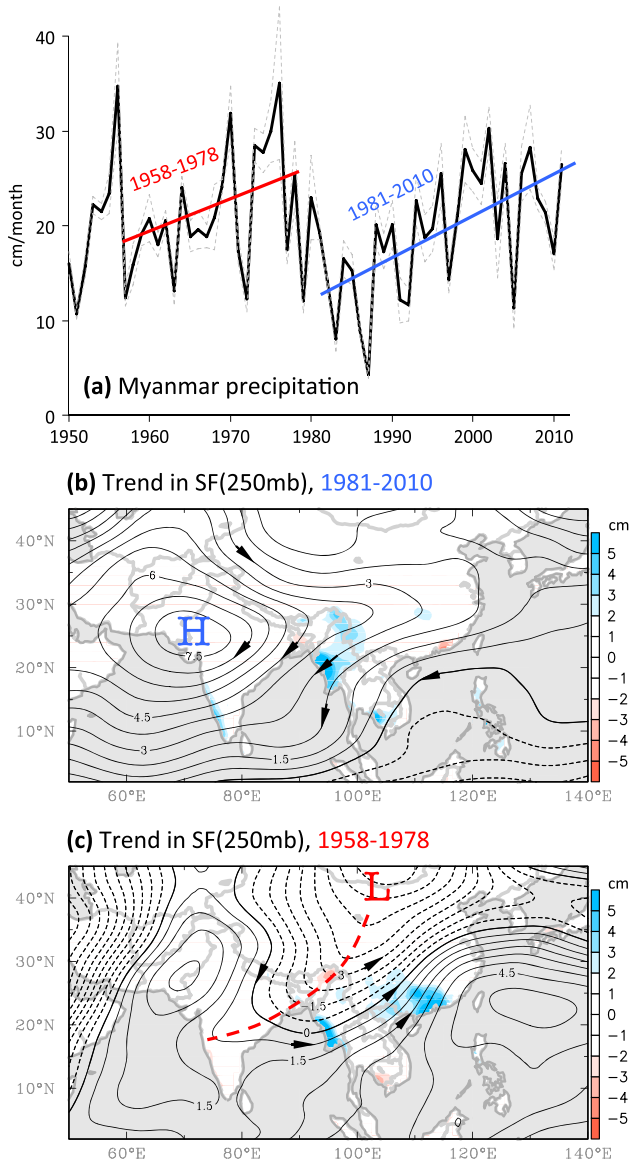 40
30
20
10
0
cm/month
1958-1978
1981-2010
(a) Myanmar precipitation
1950 1960 1970 1980 1990 2000 2010
(b) Trend in SF(250mb), 1981-2010
cm
40°N
30°N
20°N
10°N
6
3
H
7.5
4.5
3
1.5
5
4
3
2
1
0
−1
−2
−3
−4
−5
60°E 80°E 100°E 120°E 140°E
(c) Trend in SF(250mb), 1958-1978
cm
L
40°N
30°N
20°N
10°N
3
4.5
−1.5
0
1.5
1.5
0
5
4
3
2
1
0
−1
−2
−3
−4
−5
60°E 80°E 100°E 120°E 140°E